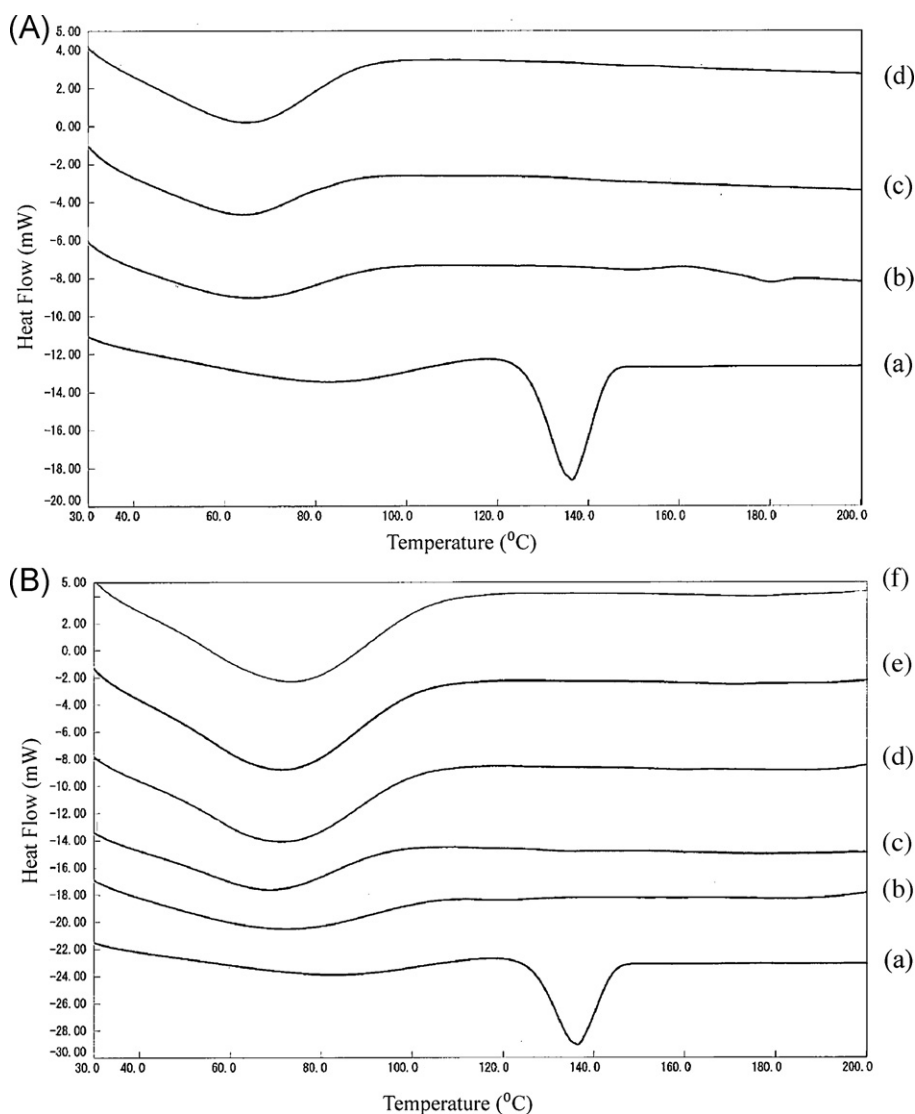 (A)
5.00
4.00
2.00
0.00
-2.00
-4.00
-6.00
-8.00
-10.00
-12.00
-14.00
-16.00
-18.00
-20.00
Heat Flow (mW)
(d)
(c)
(b)
(a)
30.0 40.0 60.0 80.0 100.0 120.0 140.0 160.0 180.0 200.0
Temperature (⁰C)
(B)
5.00
2.00
0.00
-2.00
-4.00
-6.00
-8.00
-10.00
-12.00
-14.00
-16.00
-18.00
-20.00
-22.00
-24.00
-26.00
-28.00
-30.00
Heat Flow (mW)
(f)
(e)
(d)
(c)
(b)
(a)
30.0 40.0 60.0 80.0 100.0 120.0 140.0 160.0 180.0 200.0
Temperature (⁰C)